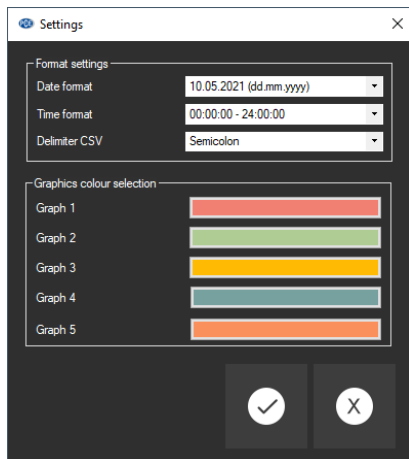 Settings
Format settings
Date format 10.05.2021 (dd.mm.yyyy)
Time format 00:00:00 - 24:00:00
Delimiter CSV Semicolon
Graphics colour selection
Graph 1
Graph 2
Graph 3
Graph 4
Graph 5
X